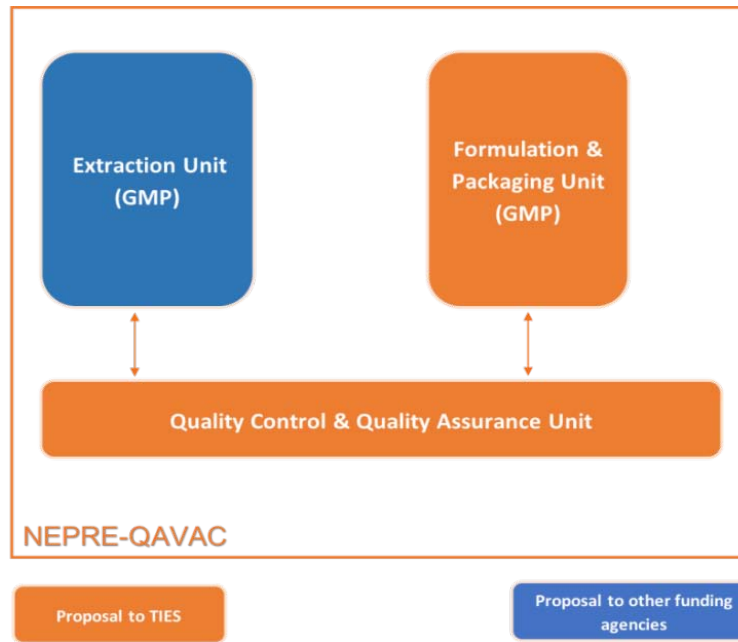 Extraction Unit
(GMP)
Formulation &
Packaging Unit
(GMP)
Quality Control & Quality Assurance Unit
NEPRE-QAVAC
Proposal to TIES
Proposal to other funding
agencies